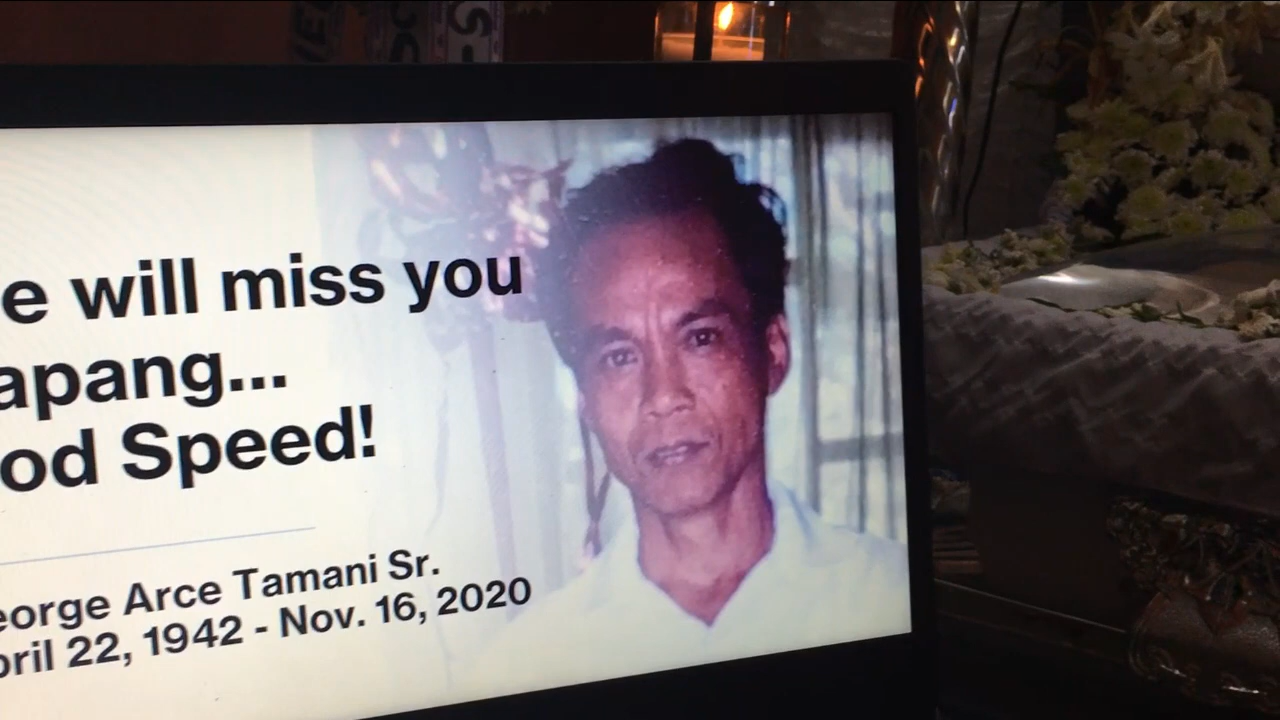 e will miss you
apang...
od Speed!
eorge Arce Tamani Sr.
pril 22, 1942 - Nov. 16, 2020